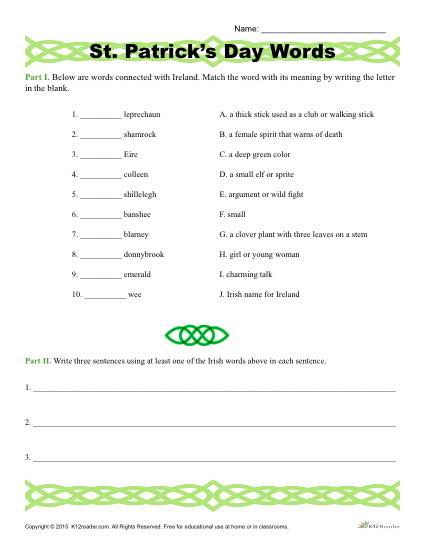 Name: ____________________
St. Patrick's Day Words
Part I. Below are words connected with Ireland. Match the word with its meaning by writing the letter
in the blank.
1. __________ leprechaun A. a thick stick used as a club or walking stick
2. __________ shamrock B. a female spirit that warns of death
3. __________ Eire C. a deep green color
4. __________ colleen D. a small elf or sprite
5. __________ shillelegh E. argument or wild fight
6. __________ banshee F. small
7. __________ blarney G. a clover plant with three leaves on a stem
8. __________ donnybrook H. girl or young woman
9. __________ emerald I. charming talk
10. __________ wee J. Irish name for Ireland
Part II. Write three sentences using at least one of the Irish words above in each sentence.
1. ____________________
2. ____________________
3. ____________________
Copyright © 2015 K12reader.com. All Rights Reserved. Free for educational use at home or in classrooms. K12Reader